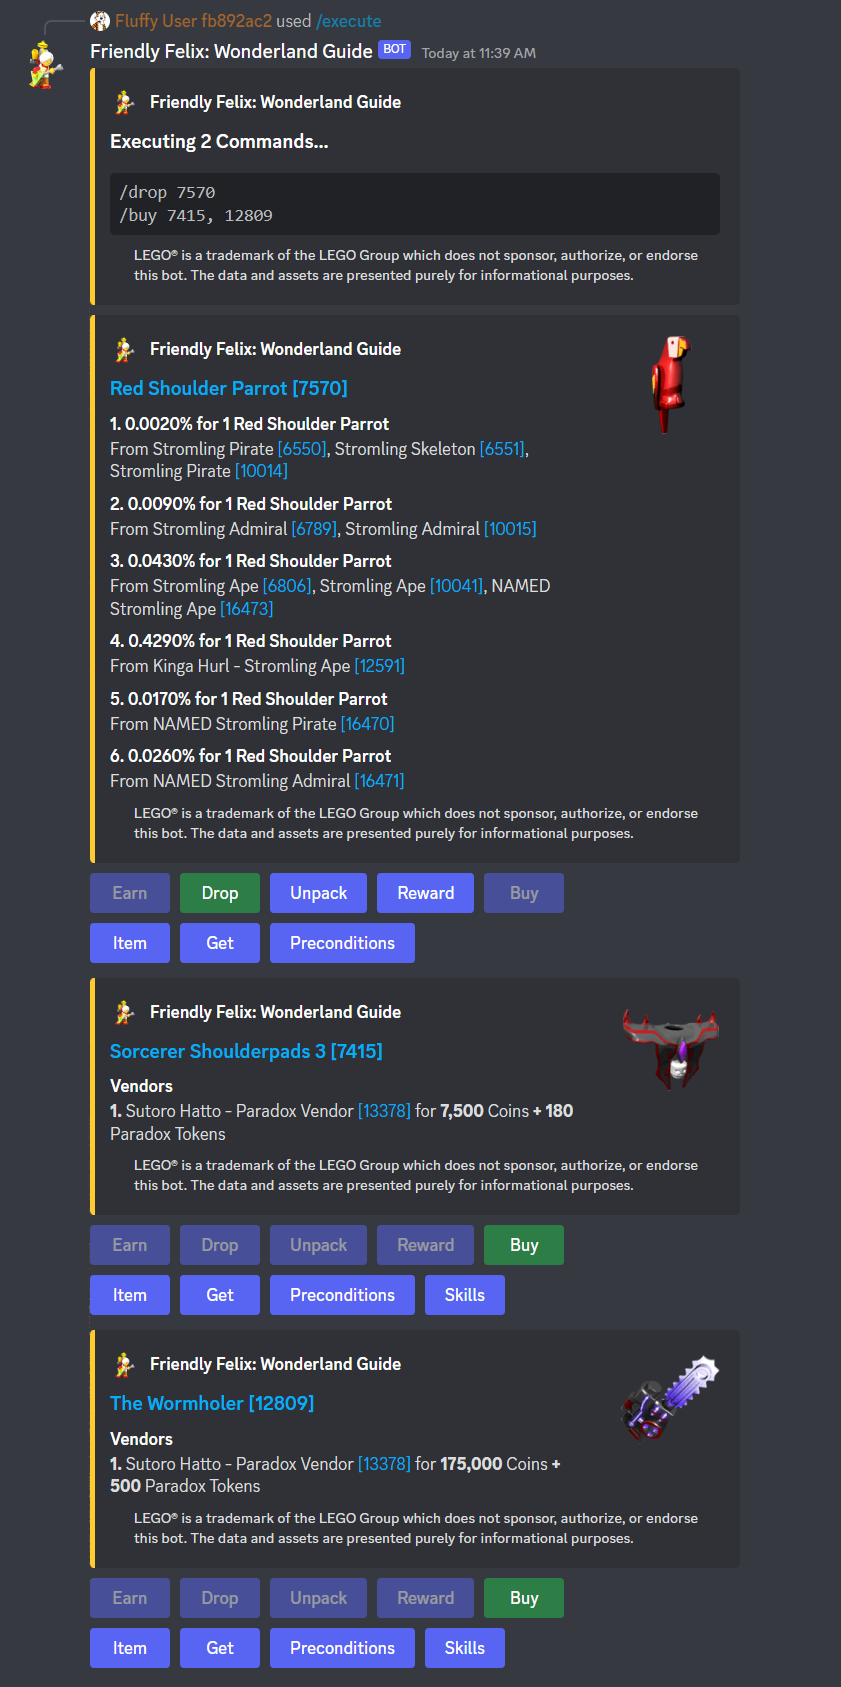 Fluffy User fb892ac2 used /execute
Friendly Felix: Wonderland Guide BOT Today at 11:39 AM
Friendly Felix: Wonderland Guide
Executing 2 Commands...
/drop 7570
/buy 7415, 12809
LEGO® is a trademark of the LEGO Group which does not sponsor, authorize, or endorse
this bot. The data and assets are presented purely for informational purposes.
Friendly Felix: Wonderland Guide
Red Shoulder Parrot [7570]
1. 0.0020% for 1 Red Shoulder Parrot
From Stromling Pirate [6550], Stromling Skeleton [6551],
Stromling Pirate [10014]
2. 0.0090% for 1 Red Shoulder Parrot
From Stromling Admiral [6789], Stromling Admiral [10015]
3. 0.0430% for 1 Red Shoulder Parrot
From Stromling Ape [6806], Stromling Ape [10041], NAMED
Stromling Ape [16473]
4. 0.4290% for 1 Red Shoulder Parrot
From Kinga Hurl - Stromling Ape [12591]
5. 0.0170% for 1 Red Shoulder Parrot
From NAMED Stromling Pirate [16470]
6. 0.0260% for 1 Red Shoulder Parrot
From NAMED Stromling Admiral [16471]
LEGO® is a trademark of the LEGO Group which does not sponsor, authorize, or endorse
this bot. The data and assets are presented purely for informational purposes.
Earn Drop Unpack Reward Buy
Item Get Preconditions
Friendly Felix: Wonderland Guide
Sorcerer Shoulderpads 3 [7415]
Vendors
1. Sutoro Hatto - Paradox Vendor [13378] for 7,500 Coins + 180
Paradox Tokens
LEGO® is a trademark of the LEGO Group which does not sponsor, authorize, or endorse
this bot. The data and assets are presented purely for informational purposes.
Earn Drop Unpack Reward Buy
Item Get Preconditions Skills
Friendly Felix: Wonderland Guide
The Wormholer [12809]
Vendors
1. Sutoro Hatto - Paradox Vendor [13378] for 175,000 Coins +
500 Paradox Tokens
LEGO® is a trademark of the LEGO Group which does not sponsor, authorize, or endorse
this bot. The data and assets are presented purely for informational purposes.
Earn Drop Unpack Reward Buy
Item Get Preconditions Skills